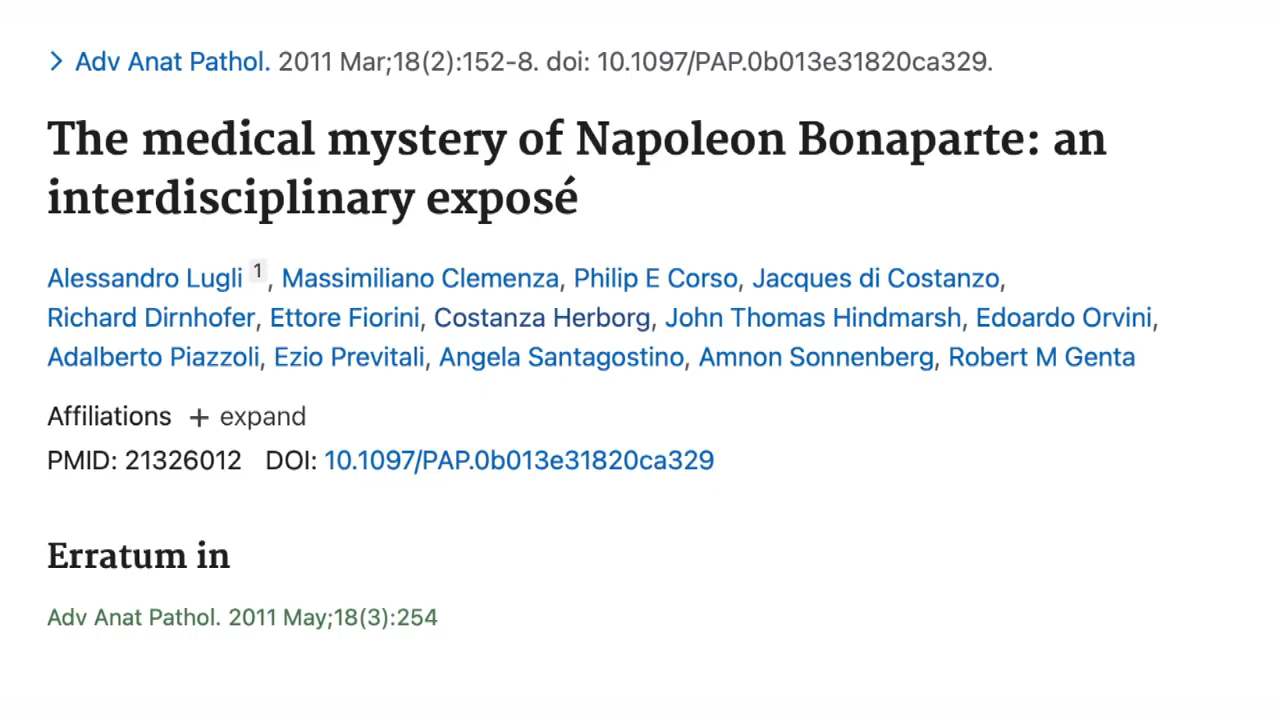 > Adv Anat Pathol. 2011 Mar;18(2):152-8. doi: 10.1097/PAP.0b013e31820ca329.
The medical mystery of Napoleon Bonaparte: an
interdisciplinary exposé
Alessandro Lugli 1, Massimiliano Clemenza, Philip E Corso, Jacques di Costanzo,
Richard Dirnhofer, Ettore Fiorini, Costanza Herborg, John Thomas Hindmarsh, Edoardo Orvini,
Adalberto Piazzoli, Ezio Previtali, Angela Santagostino, Amnon Sonnenberg, Robert M Genta
Affiliations + expand
PMID: 21326012 DOI: 10.1097/PAP.0b013e31820ca329
Erratum in
Adv Anat Pathol. 2011 May;18(3):254